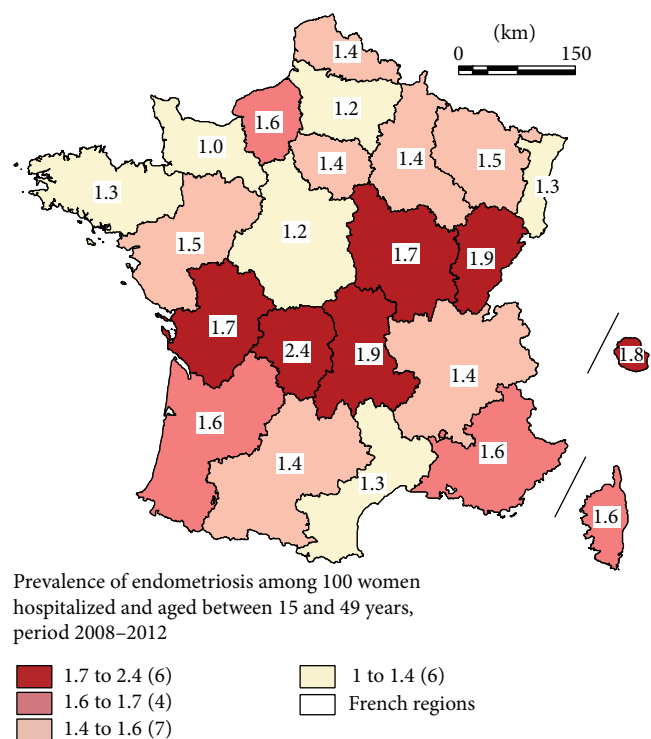 (km)
0 150
1.4
1.2
1.6
1.0
1.4
1.4
1.5
1.3
1.3
1.2
1.5
1.7
1.9
1.7
2.4
1.9
1.8
1.4
1.6
1.6
1.4
1.3
1.6
Prevalence of endometriosis among 100 women
hospitalized and aged between 15 and 49 years,
period 2008–2012
1.7 to 2.4 (6)
1.6 to 1.7 (4)
1.4 to 1.6 (7)
1 to 1.4 (6)
French regions